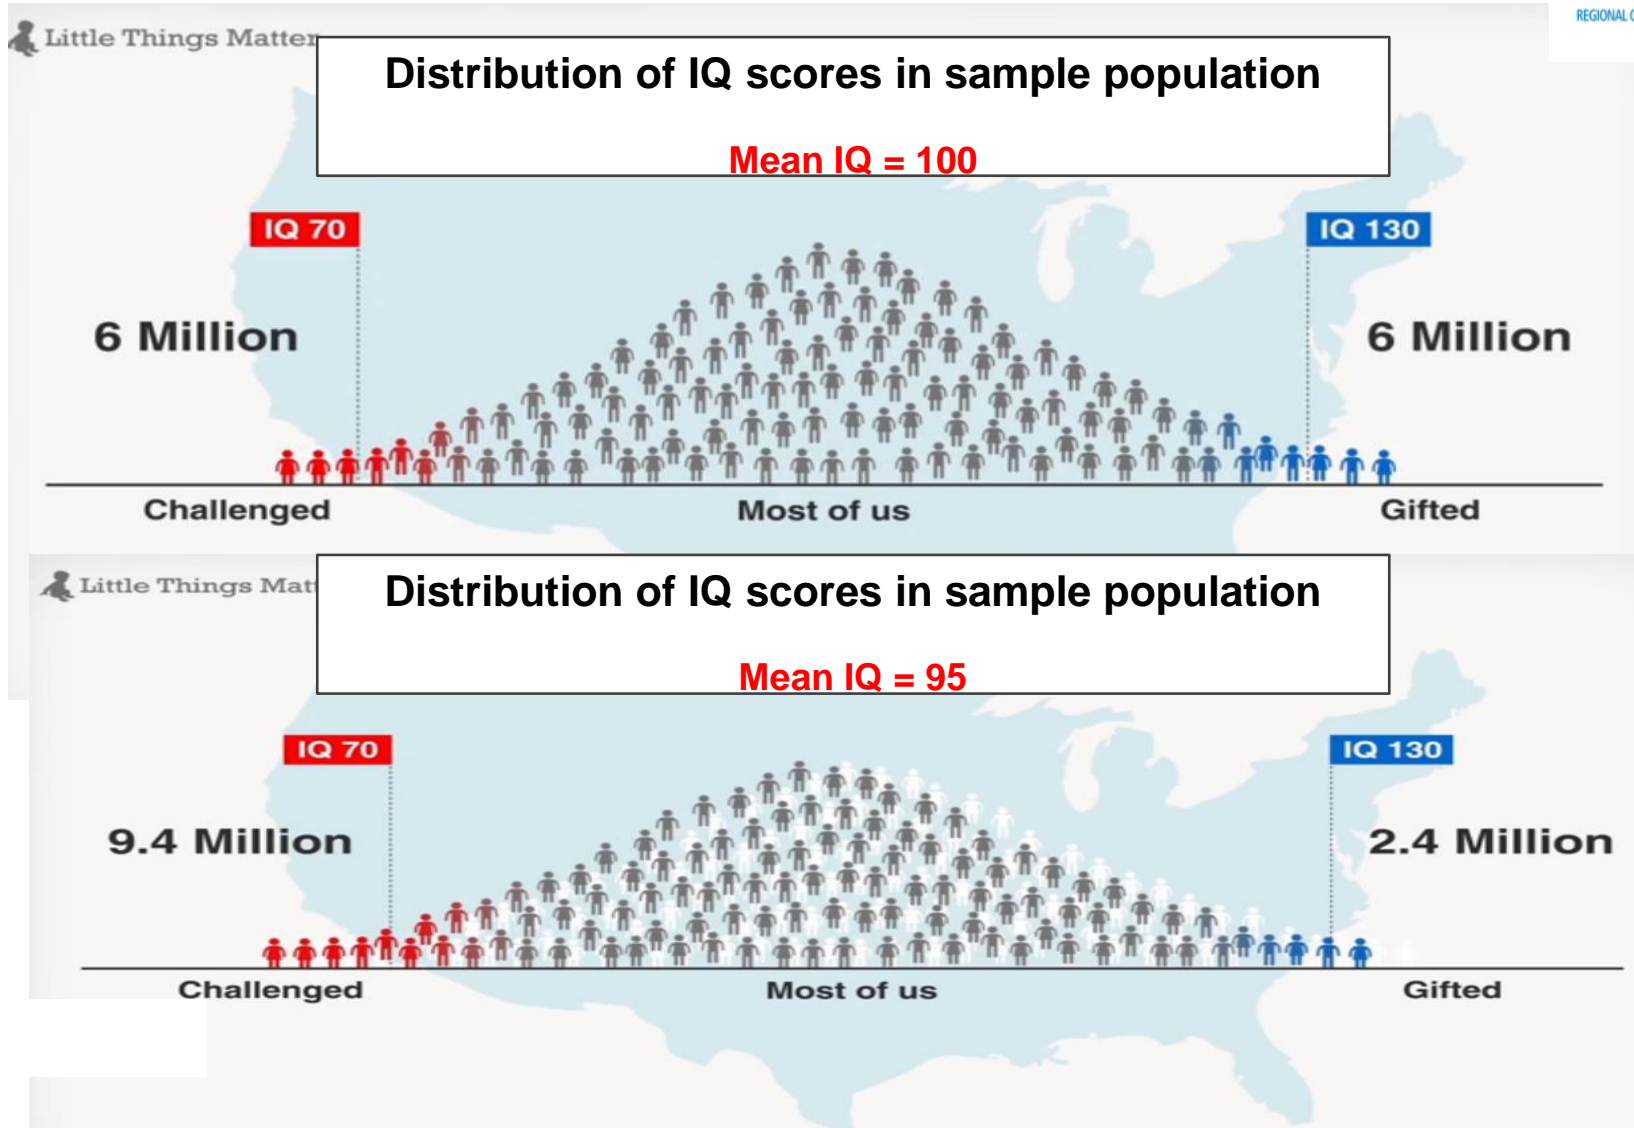 REGIONAL
Little Things Matter
Distribution of IQ scores in sample population
Mean IQ = 100
IQ 70
IQ 130
6 Million
6 Million
Challenged
Most of us
Gifted
Little Things Mat
Distribution of IQ scores in sample population
Mean IQ = 95
IQ 70
IQ 130
9.4 Million
2.4 Million
Challenged
Most of us
Gifted